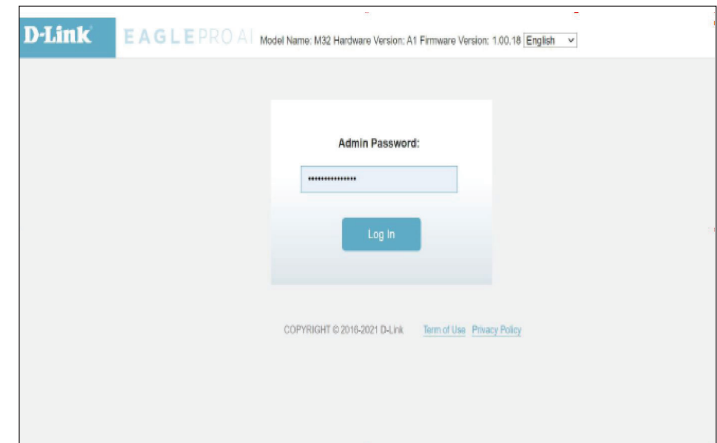 D-Link EAGLE PRO AI Model Name: M32 Hardware Version: A1 Firmware Version: 1.00.18 English
Admin Password:
•••••••••••••••
Log In
COPYRIGHT © 2016-2021 D-Link Term of Use Privacy Policy